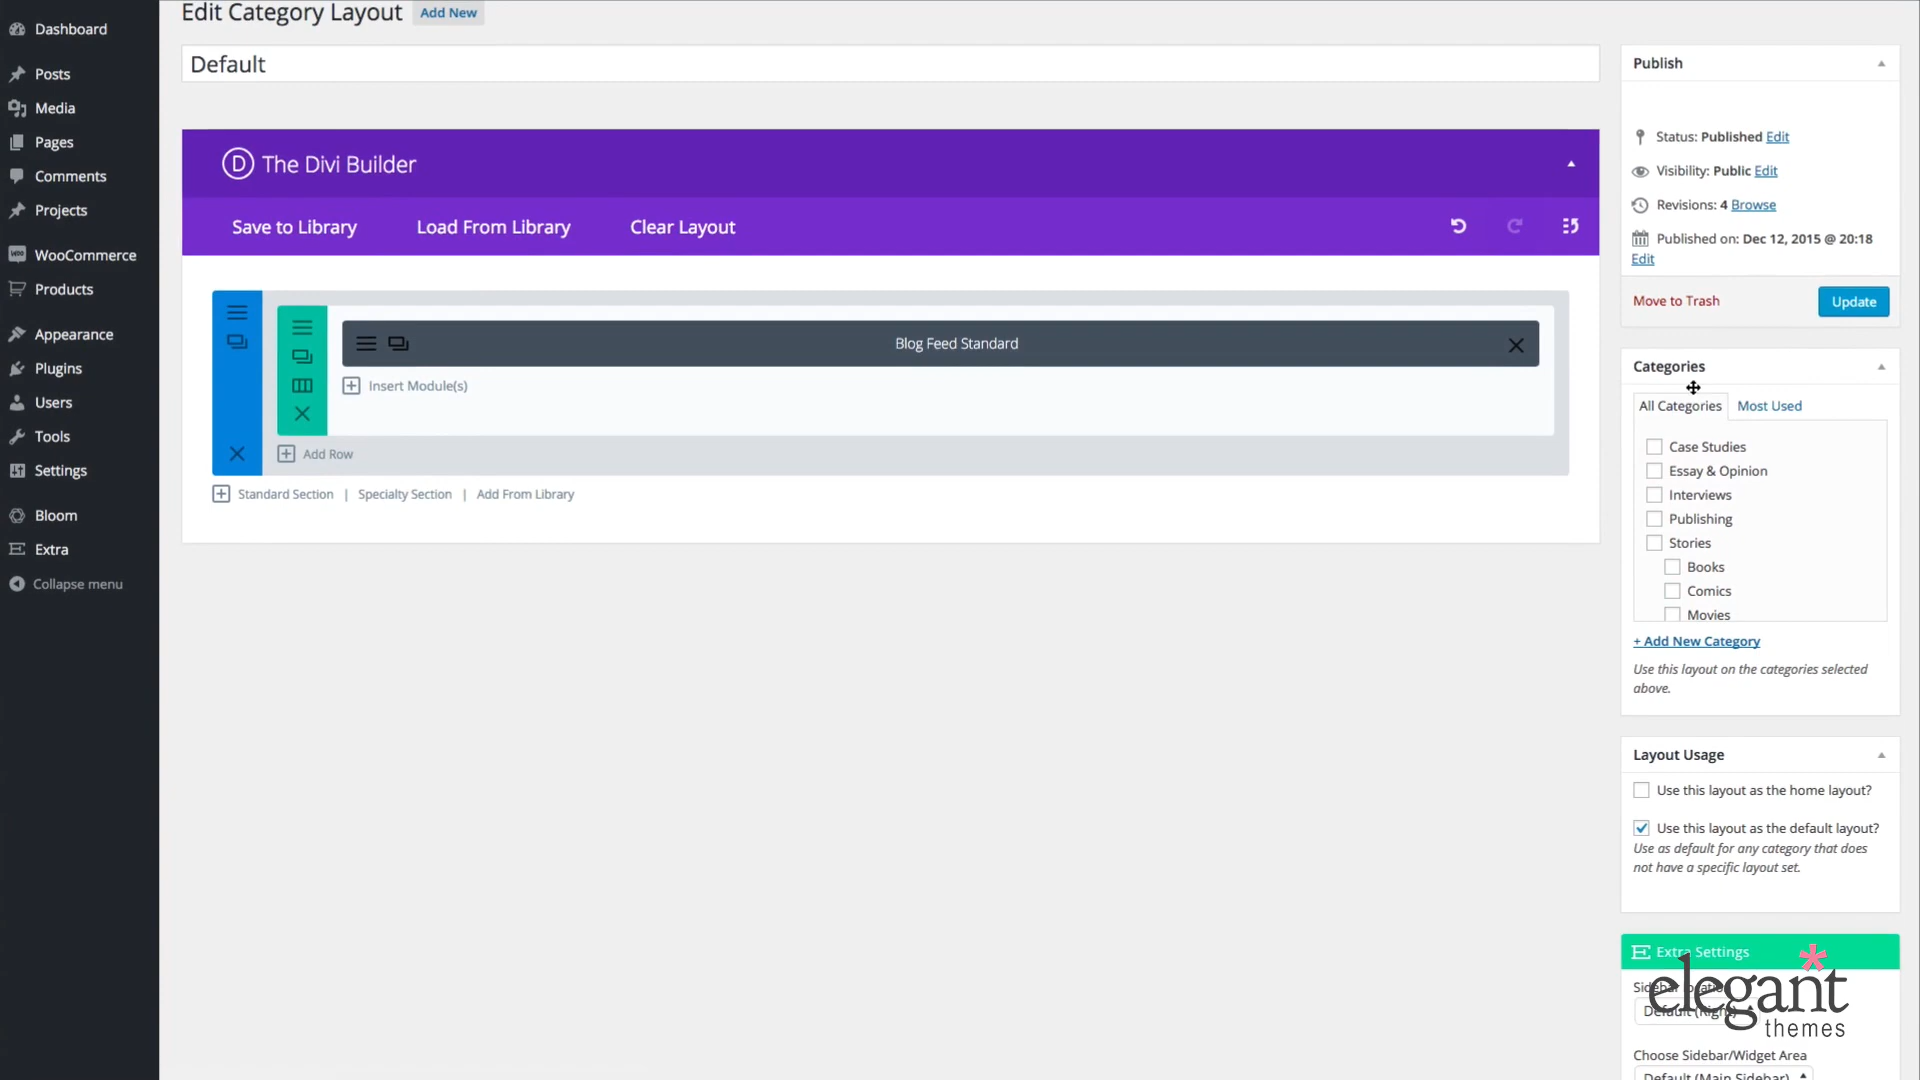 Edit Category Layout Add New
Default
Dashboard
Posts
Media
Pages
Comments
Projects
WooCommerce
Products
Appearance
Plugins
Users
Tools
Settings
Bloom
Extra
Collapse menu
D The Divi Builder
Save to Library Load From Library Clear Layout
Blog Feed Standard
Insert Module(s)
Add Row
Standard Section | Specialty Section | Add From Library
Publish
Status: Published Edit
Visibility: Public Edit
Revisions: 4 Browse
Published on: Dec 12, 2015 @ 20:18
Edit
Move to Trash Update
Categories
All Categories Most Used
Case Studies
Essay & Opinion
Interviews
Publishing
Stories
Books
Comics
Movies
+ Add New Category
Use this layout on the categories selected
above.
Layout Usage
Use this layout as the home layout?
Use this layout as the default layout?
Use as default for any category that does
not have a specific layout set.
Extra Settings
Sidebar Location
Default (Right)
elegant
themes
Choose Sidebar/Widget Area
Default (Main Sidebar)